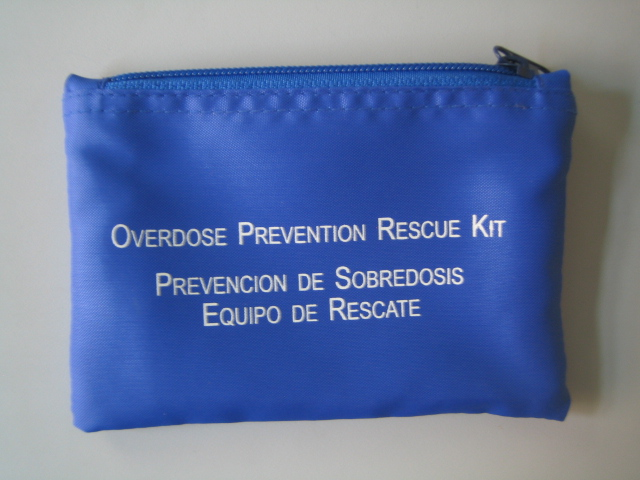 Overdose Prevention Rescue Kit
Prevencion de Sobredosis
Equipo de Rescate